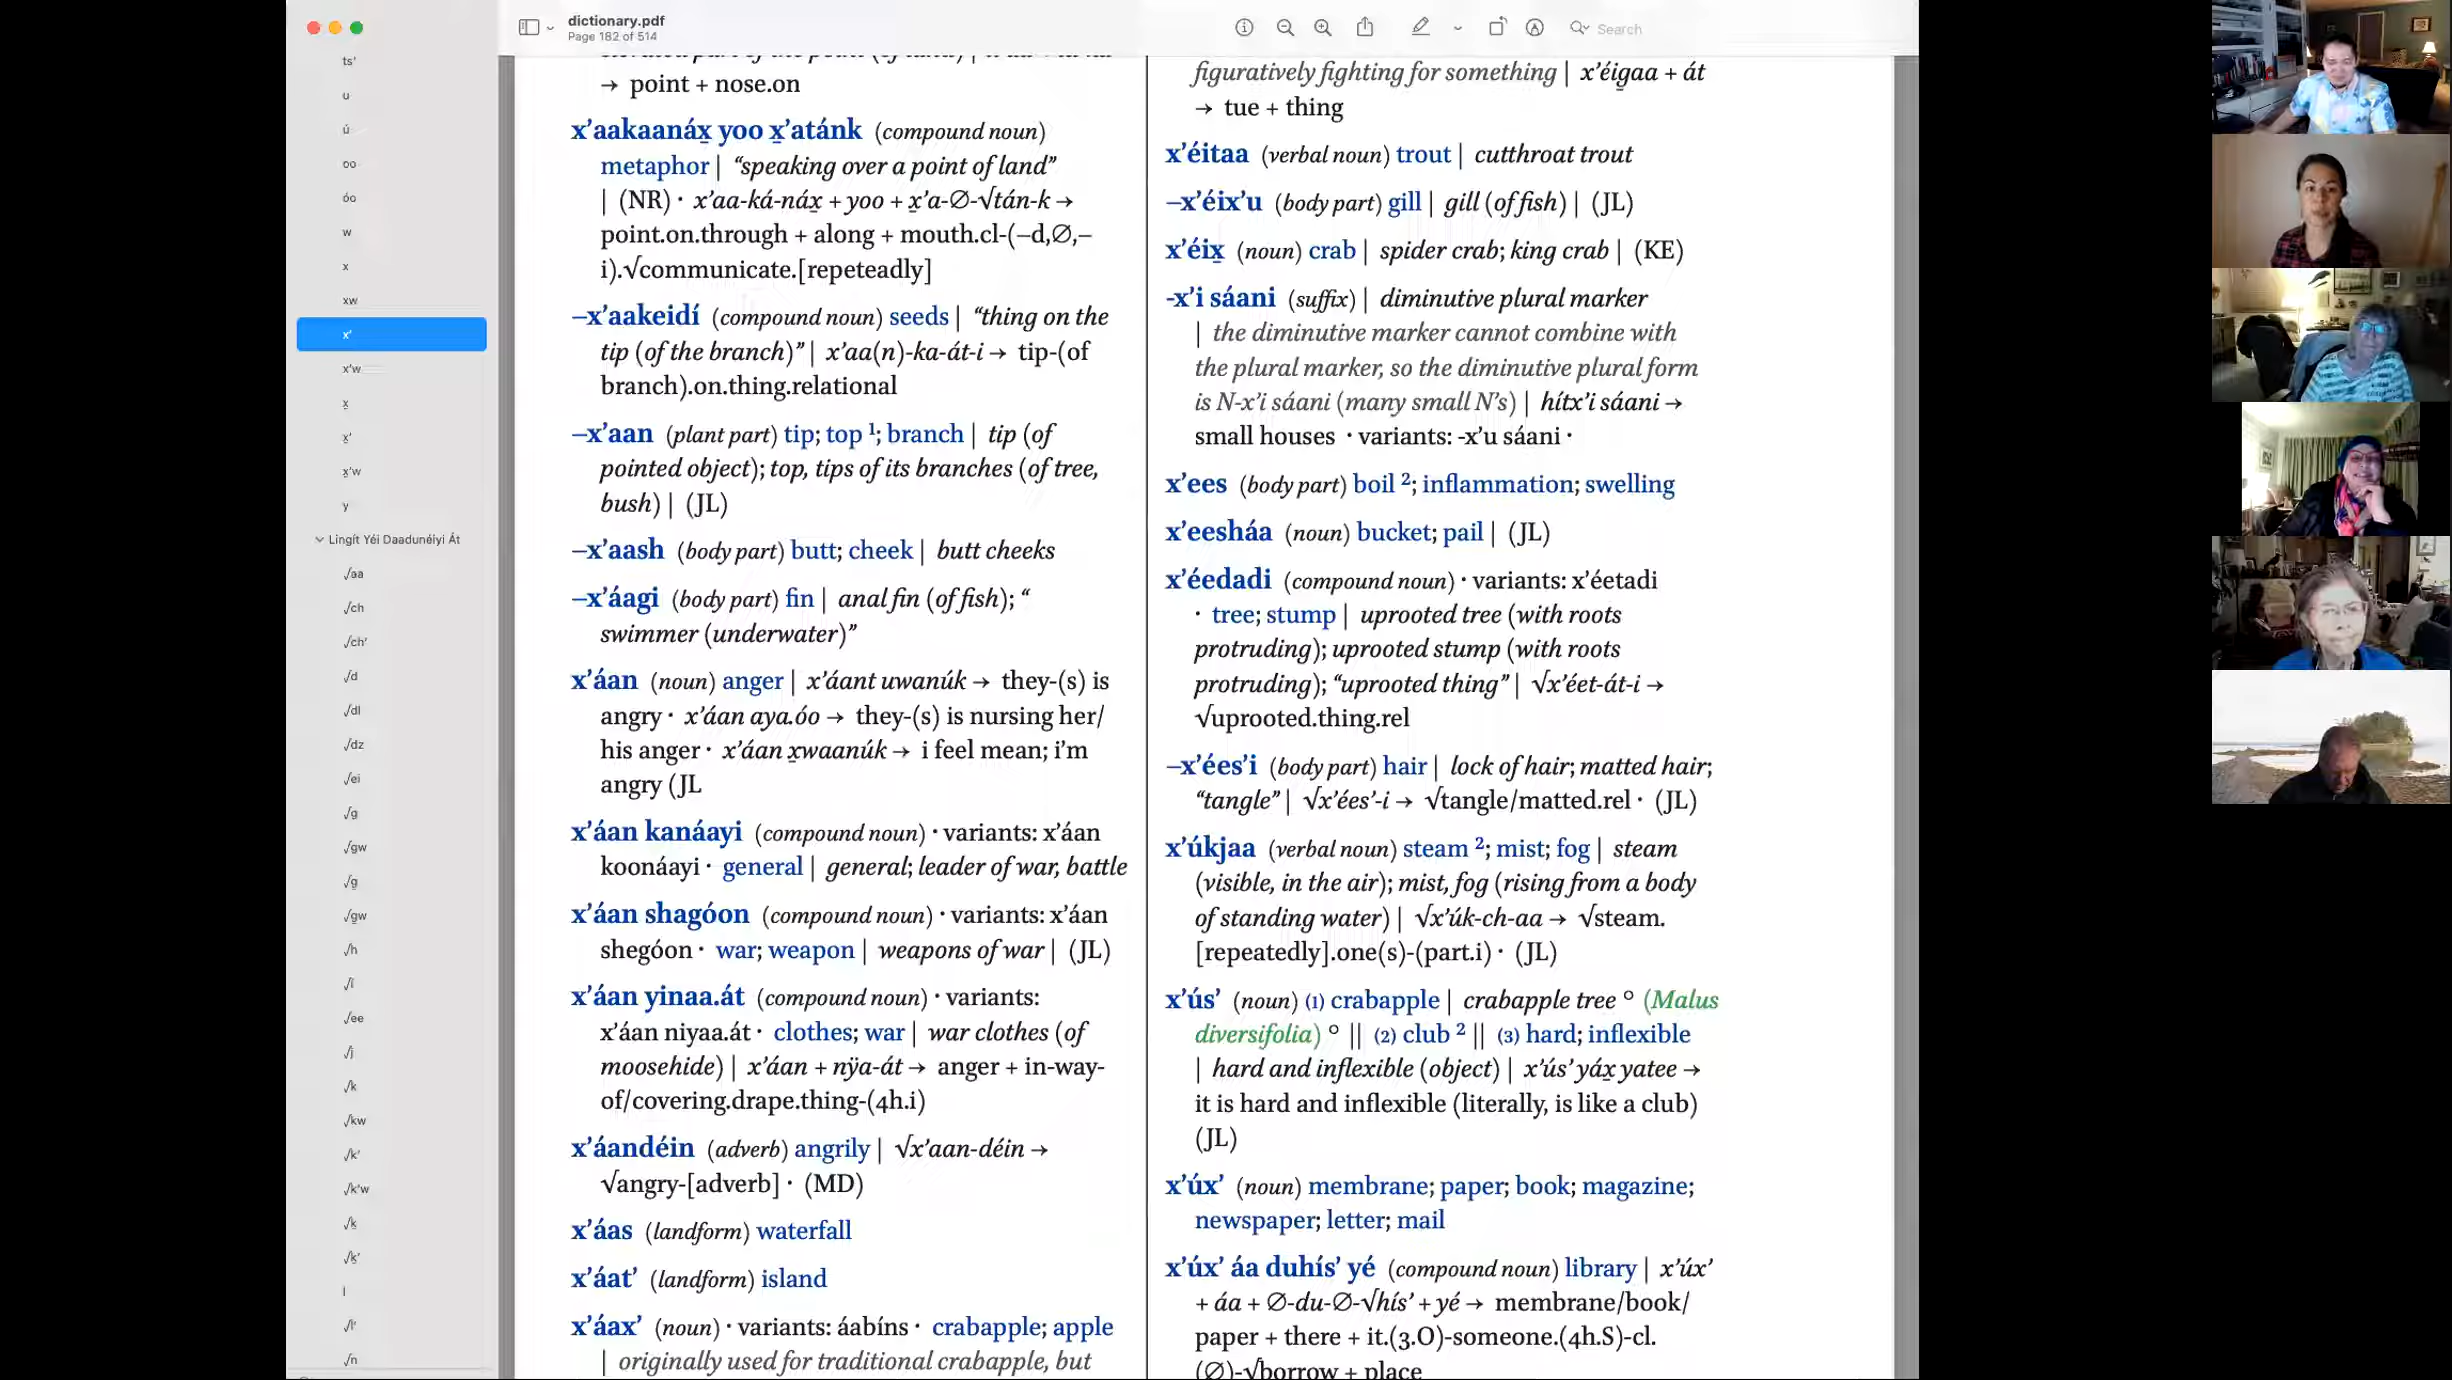 dictionary.pdf
Page 182 of 514
Search
ts'
u
ú
oo
óo
w
x
xw
x'
x'w
x̱
x̱'
x̱'w
y
Lingít Yéi Daadunéiyi Át
√aa
√ch
√ch'
√d
√dl
√dz
√ei
√g
√gw
√g̱
√g̱w
√h
√i
√ee
√j
√k
√kw
√k'
√k'w
√ḵ
√ḵ'
l
√l'
√n
→ point + nose.on
x’aakaanáx̱ yoo x̱’atánk (compound noun)
metaphor | “speaking over a point of land”
| (NR) · x’aa-ká-náx̱ + yoo + x̱’a-∅-√tán-k →
point.on.through + along + mouth.cl-(–d,∅,–
i).√communicate.[repeteadly]
–x’aakeidí (compound noun) seeds | “thing on the
tip (of the branch)” | x’aa(n)-ka-át-i → tip-(of
branch).on.thing.relational
–x’aan (plant part) tip; top ¹; branch | tip (of
pointed object); top, tips of its branches (of tree,
bush) | (JL)
–x’aash (body part) butt; cheek | butt cheeks
–x’áagi (body part) fin | anal fin (of fish); “
swimmer (underwater)”
x’áan (noun) anger | x’áant uwanúk → they-(s) is
angry · x’áan aya.óo → they-(s) is nursing her/
his anger · x’áan x̱waanúk → i feel mean; i’m
angry (JL
x’áan kanáayi (compound noun) · variants: x’áan
koonáayi · general | general; leader of war, battle
x’áan shagóon (compound noun) · variants: x’áan
shegóon · war; weapon | weapons of war | (JL)
x’áan yinaa.át (compound noun) · variants:
x’áan niyaa.át · clothes; war | war clothes (of
moosehide) | x’áan + nÿa-át → anger + in-way-
of/covering.drape.thing-(4h.i)
x’áandéin (adverb) angrily | √x’aan-déin →
√angry-[adverb] · (MD)
x’áas (landform) waterfall
x’áat’ (landform) island
x’áax’ (noun) · variants: áabíns · crabapple; apple
| originally used for traditional crabapple, but
figuratively fighting for something | x’éig̱aa + át
→ tue + thing
x’éitaa (verbal noun) trout | cutthroat trout
–x’éix’u (body part) gill | gill (of fish) | (JL)
x’éix̱ (noun) crab | spider crab; king crab | (KE)
-x’i sáani (suffix) | diminutive plural marker
| the diminutive marker cannot combine with
the plural marker, so the diminutive plural form
is N-x’i sáani (many small N’s) | hítx’i sáani →
small houses · variants: -x’u sáani ·
x’ees (body part) boil ²; inflammation; swelling
x’eesháa (noun) bucket; pail | (JL)
x’éedadi (compound noun) · variants: x’éetadi
· tree; stump | uprooted tree (with roots
protruding); uprooted stump (with roots
protruding); “uprooted thing” | √x’éet-át-i →
√uprooted.thing.rel
–x’ées’i (body part) hair | lock of hair; matted hair;
“tangle” | √x’ées’-i → √tangle/matted.rel · (JL)
x’úkjaa (verbal noun) steam ²; mist; fog | steam
(visible, in the air); mist, fog (rising from a body
of standing water) | √x’úk-ch-aa → √steam.
[repeatedly].one(s)-(part.i) · (JL)
x’ús’ (noun) (1) crabapple | crabapple tree ° (Malus
diversifolia) ° || (2) club ² || (3) hard; inflexible
| hard and inflexible (object) | x’ús’ yáx̱ yatee →
it is hard and inflexible (literally, is like a club)
(JL)
x’úx’ (noun) membrane; paper; book; magazine;
newspaper; letter; mail
x’úx’ áa duhís’ yé (compound noun) library | x’úx’
+ áa + ∅-du-∅-√hís’ + yé → membrane/book/
paper + there + it.(3.O)-someone.(4h.S)-cl.
(∅)-√borrow + place